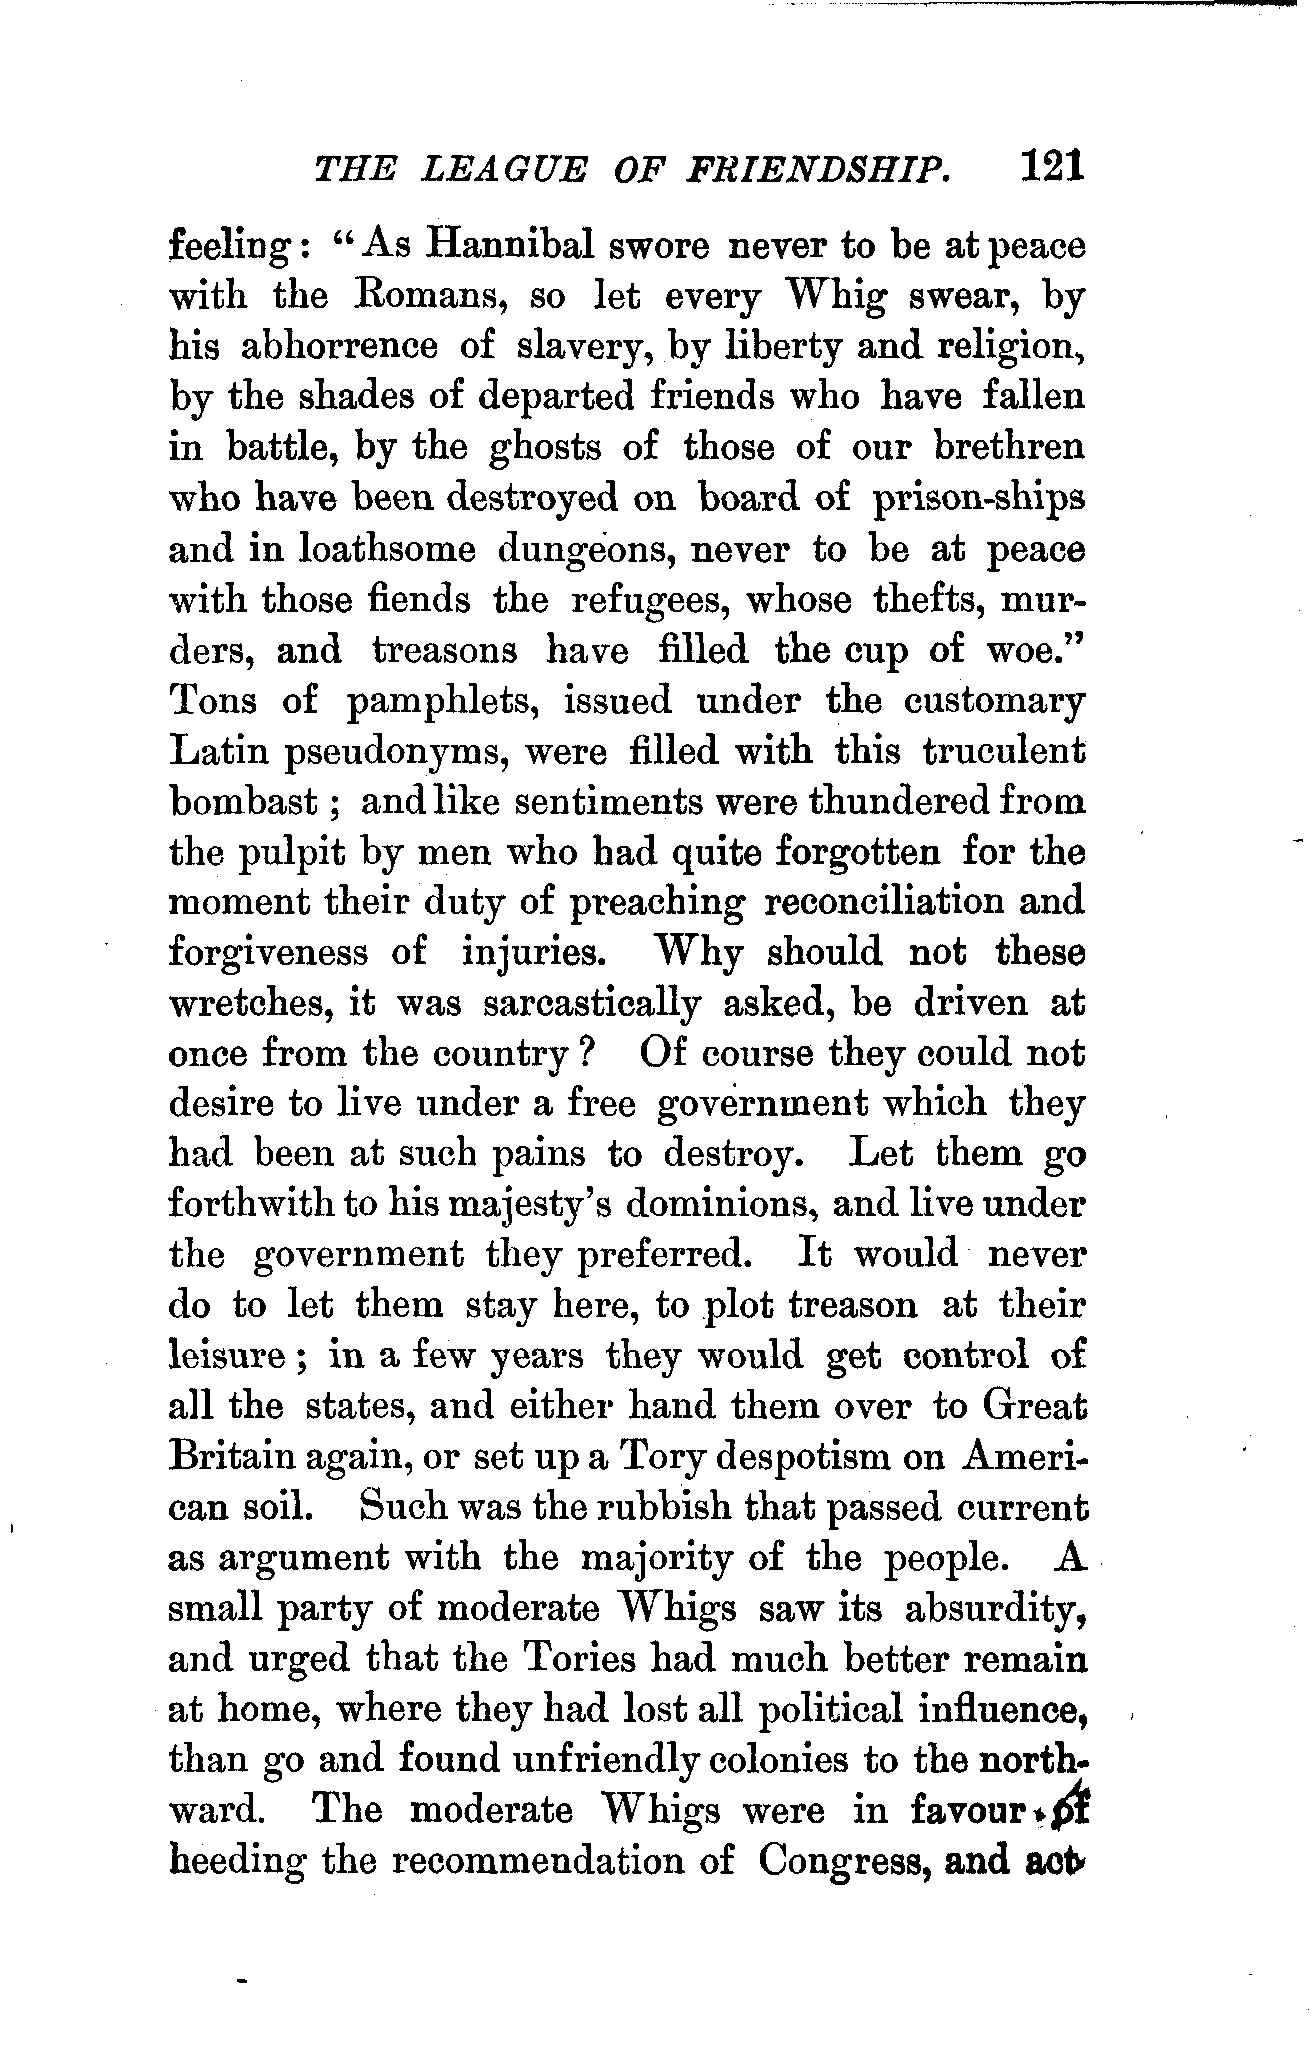 THE LEAGUE OF FRIENDSHIP. 121
feeling: "As Hannibal swore never to be at peace
with the Romans, so let every Whig swear, by
his abhorrence of slavery, by liberty and religion,
by the shades of departed friends who have fallen
in battle, by the ghosts of those of our brethren
who have been destroyed on board of prison-ships
and in loathsome dungeons, never to be at peace
with those fiends the refugees, whose thefts, mur-
ders, and treasons have filled the cup of woe."
Tons of pamphlets, issued under the customary
Latin pseudonyms, were filled with this truculent
bombast; and like sentiments were thundered from
the pulpit by men who had quite forgotten for the
moment their duty of preaching reconciliation and
forgiveness of injuries. Why should not these
wretches, it was sarcastically asked, be driven at
once from the country? Of course they could not
desire to live under a free government which they
had been at such pains to destroy. Let them go
forthwith to his majesty's dominions, and live under
the government they preferred. It would never
do to let them stay here, to plot treason at their
leisure; in a few years they would get control of
all the states, and either hand them over to Great
Britain again, or set up a Tory despotism on Ameri-
can soil. Such was the rubbish that passed current
as argument with the majority of the people. A
small party of moderate Whigs saw its absurdity,
and urged that the Tories had much better remain
at home, where they had lost all political influence,
than go and found unfriendly colonies to the north-
ward. The moderate Whigs were in favour of
heeding the recommendation of Congress, and act-